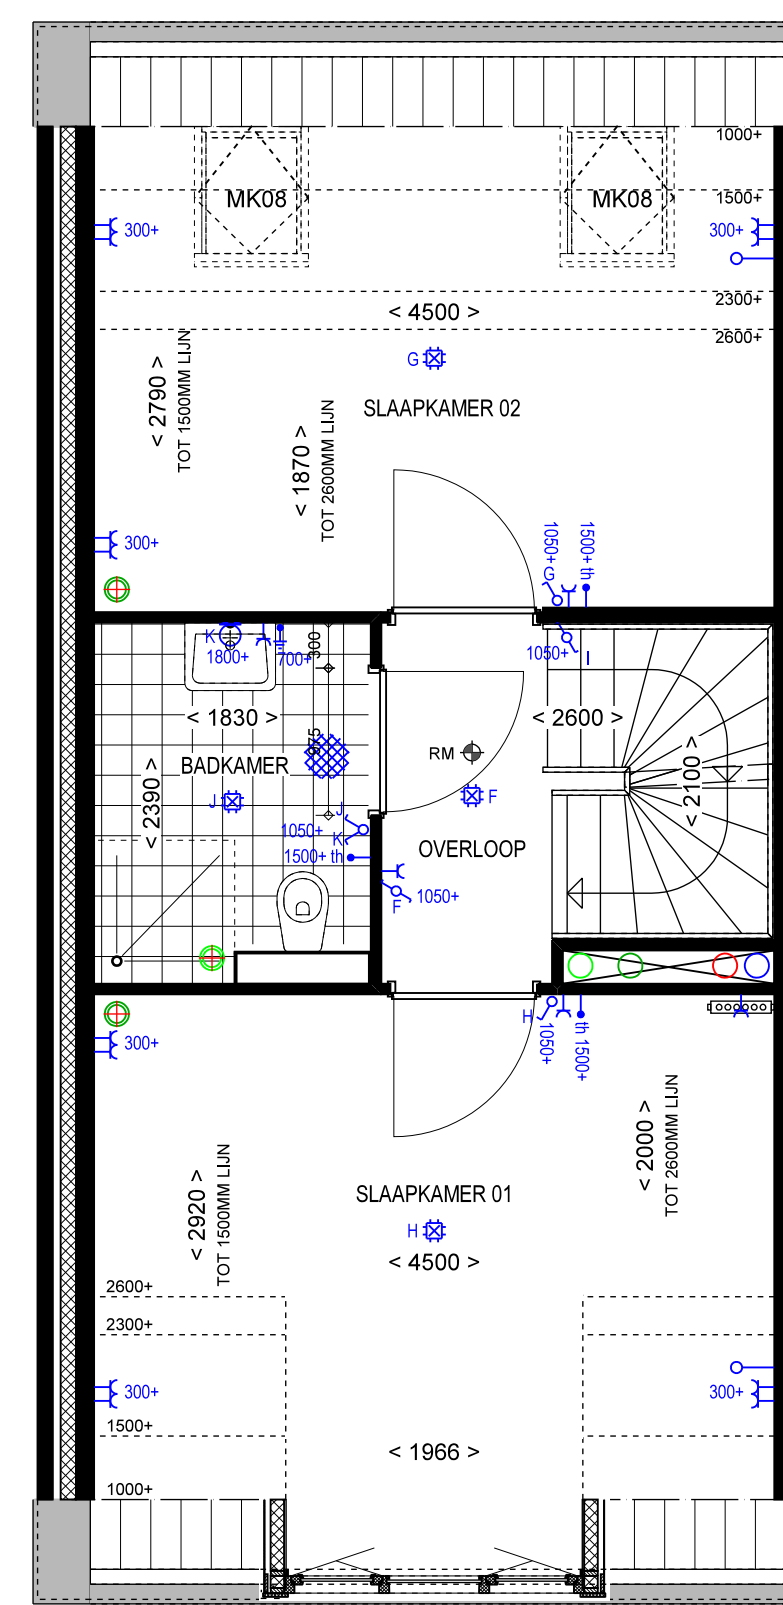 1000+
MK08
MK08
1500+
300+
300+
2300+
< 4500 >
2600+
G
< 2790 >
TOT 1500MM LIJN
SLAAPKAMER 02
< 1870 >
TOT 2600MM LIJN
300+
1050+
G
1500+ th
K
1800+
700+
300
1050+
I
< 1830 >
< 2600 >
975
RM
BADKAMER
< 2390 >
< 2100 >
J
F
J
1050+
K
OVERLOOP
1500+ th
1050+
F
H
1050+
th 1500+
300+
< 2000 >
TOT 2600MM LIJN
< 2920 >
TOT 1500MM LIJN
SLAAPKAMER 01
H
< 4500 >
2600+
2300+
300+
300+
1500+
< 1966 >
1000+